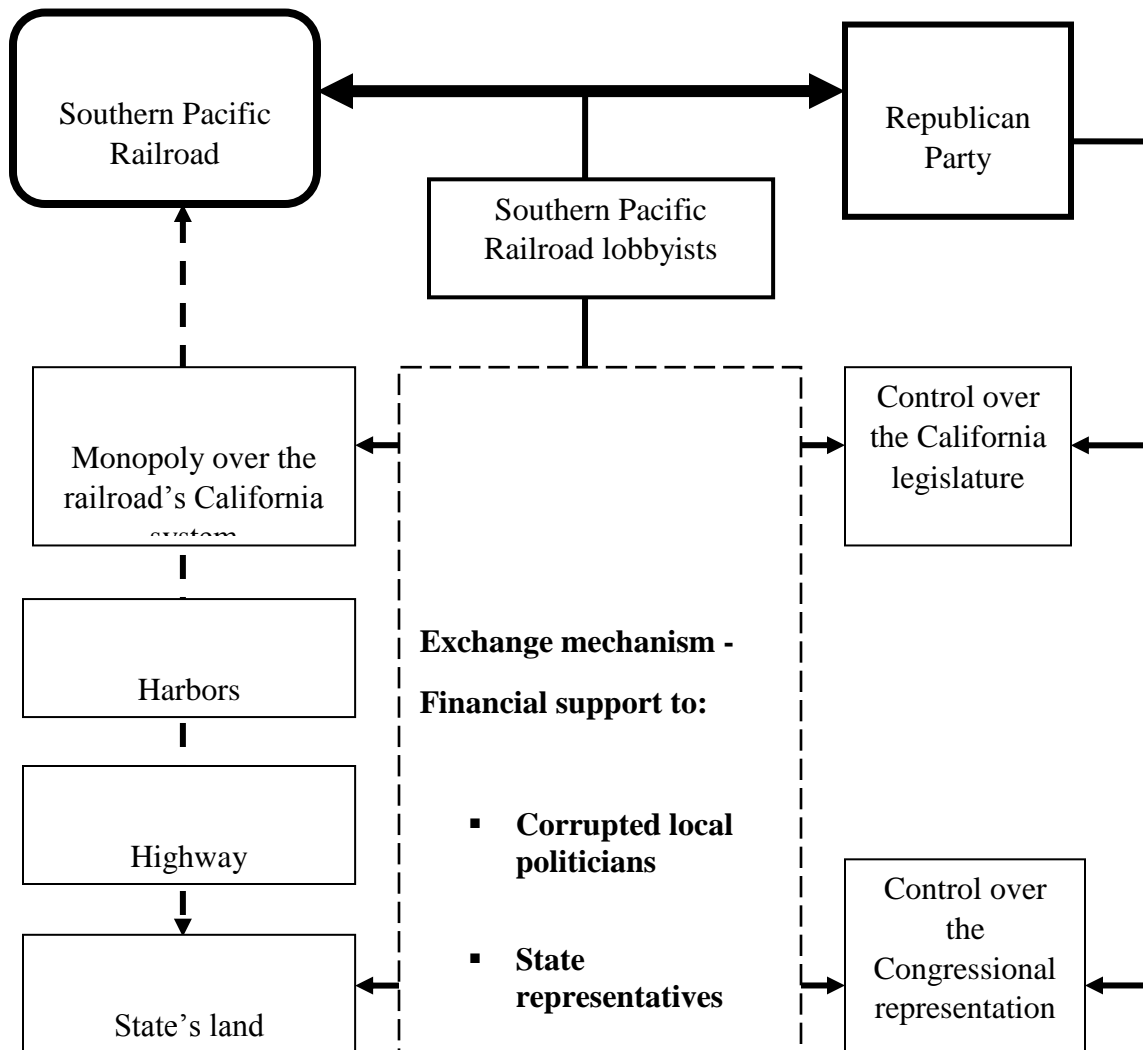 Southern Pacific
Railroad
Republican
Party
Southern Pacific
Railroad lobbyists
Monopoly over the
railroad’s California
system
Control over
the California
legislature
Harbors
Highway
State’s land
Exchange mechanism -
Financial support to:
▪ Corrupted local
politicians
▪ State
representatives
Control over
the
Congressional
representation